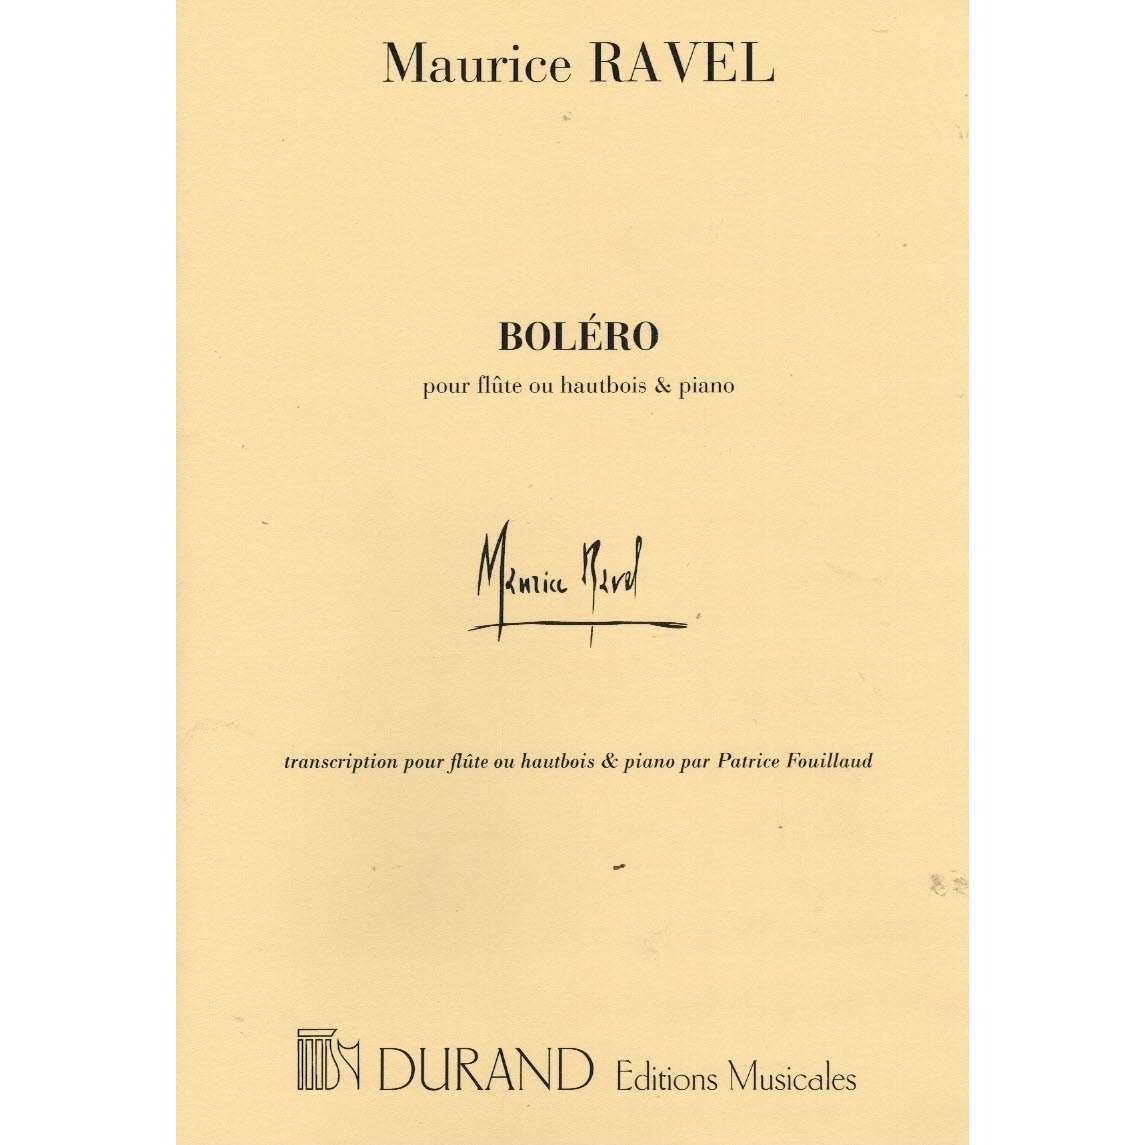 Maurice RAVEL
BOLÉRO
pour flûte ou hautbois & piano
Maurice Ravel
transcription pour flûte ou hautbois & piano par Patrice Fouillaud
DURAND Editions Musicales